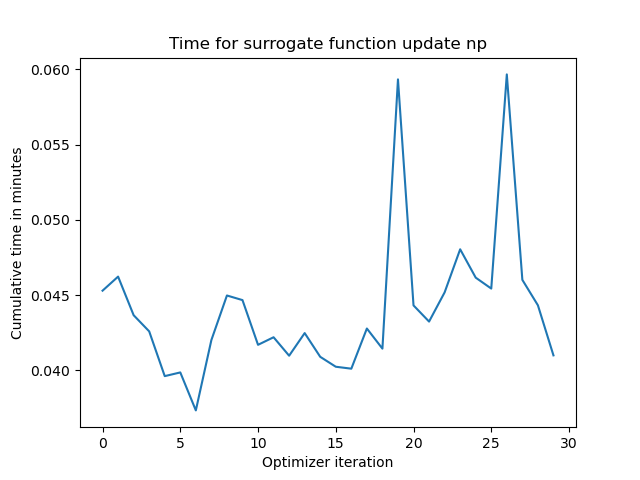 Time for surrogate function update np
Cumulative time in minutes
0.060
0.055
0.050
0.045
0.040
0 5 10 15 20 25 30
Optimizer iteration